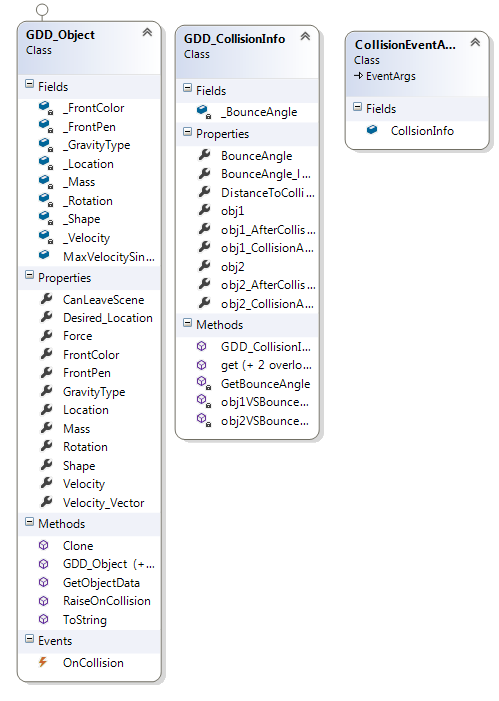 GDD_Object
Class
Fields
_FrontColor
_FrontPen
_GravityType
_Location
_Mass
_Rotation
_Shape
_Velocity
MaxVelocitySin...
Properties
CanLeaveScene
Desired_Location
Force
FrontColor
FrontPen
GravityType
Location
Mass
Rotation
Shape
Velocity
Velocity_Vector
Methods
Clone
GDD_Object (+...
GetObjectData
RaiseOnCollision
ToString
Events
OnCollision
GDD_CollisionInfo
Class
Fields
_BounceAngle
Properties
BounceAngle
BounceAngle_I...
DistanceToColli...
obj1
obj1_AfterCollis...
obj1_CollisionA...
obj2
obj2_AfterCollis...
obj2_CollisionA...
Methods
GDD_CollisionI...
get (+ 2 overlo...
GetBounceAngle
obj1VSBounce...
obj2VSBounce...
CollisionEventA...
Class
EventArgs
Fields
CollsionInfo